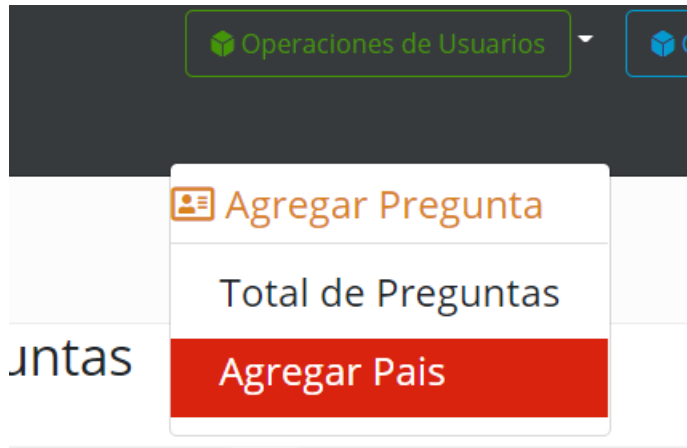 Operaciones de Usuarios
Agregar Pregunta
Total de Preguntas
untas
Agregar Pais